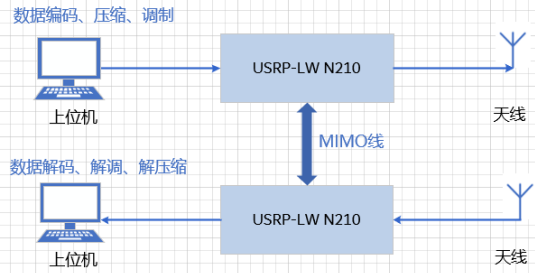 数据编码、压缩、调制
USRP-LW N210
上位机
天线
MIMO线
数据解码、解调、解压缩
USRP-LW N210
上位机
天线